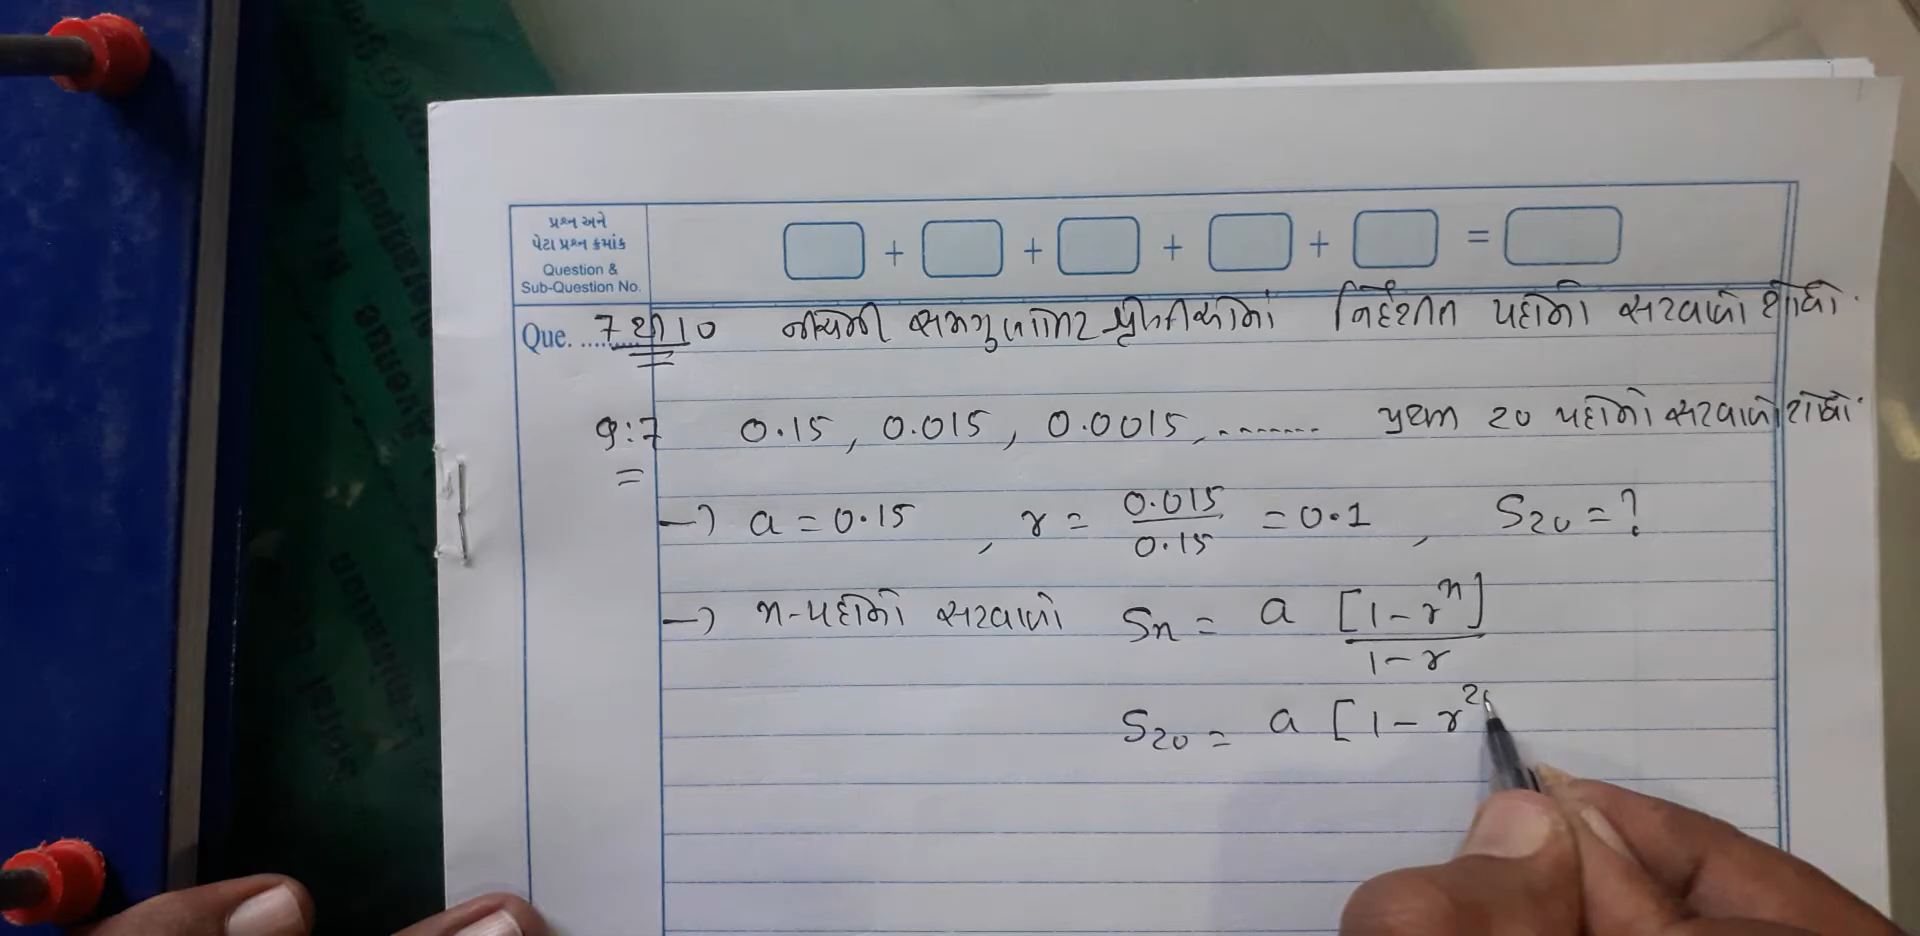 પ્રશ્ન અને
પેટા પ્રશ્ન ક્રમાંક
Question &
Sub-Question No.
+ + + + =
Que. 7 થી 10 નીચેની સમગુણોત્તર શ્રેણીઓમાં નિર્દેશીત પદોનો સરવાળો શોધો.
પ્ર:7 0.15, 0.015, 0.0015, ....... પ્રથમ 20 પદોનો સરવાળો શોધો.
→ a = 0.15 , r = 0.015/0.15 = 0.1 , S20 = ?
→ n-પદોનો સરવાળો Sn = a [1-r^n]/1-r
S20 = a [1 - r^2